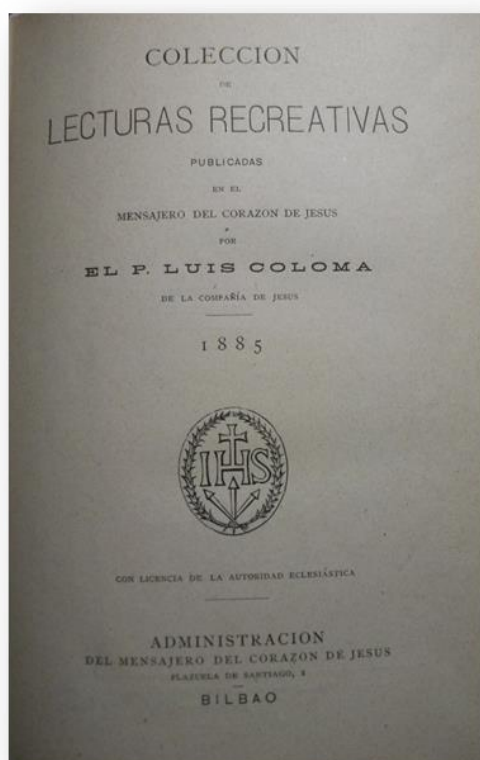 COLECCION
DE
LECTURAS RECREATIVAS
PUBLICADAS
EN EL
MENSAJERO DEL CORAZON DE JESUS
POR
EL P. LUIS COLOMA
DE LA COMPAÑÍA DE JESUS
1885
IHS
CON LICENCIA DE LA AUTORIDAD ECLESIÁSTICA
ADMINISTRACION
DEL MENSAJERO DEL CORAZON DE JESUS
PLAZUELA DE SANTIAGO,
BILBAO